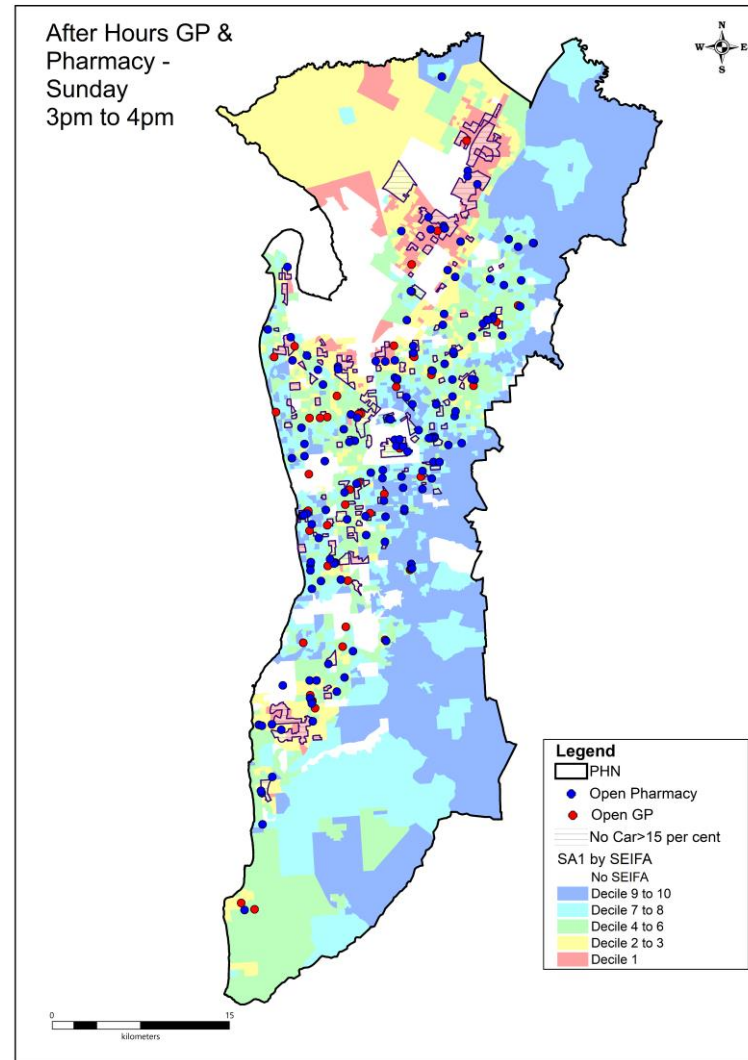 After Hours GP &
Pharmacy -
Sunday
3pm to 4pm
N
W E
S
Legend
PHN
Open Pharmacy
Open GP
No Car>15 per cent
SA1 by SEIFA
No SEIFA
Decile 9 to 10
Decile 7 to 8
Decile 4 to 6
Decile 2 to 3
Decile 1
0 15
kilometers